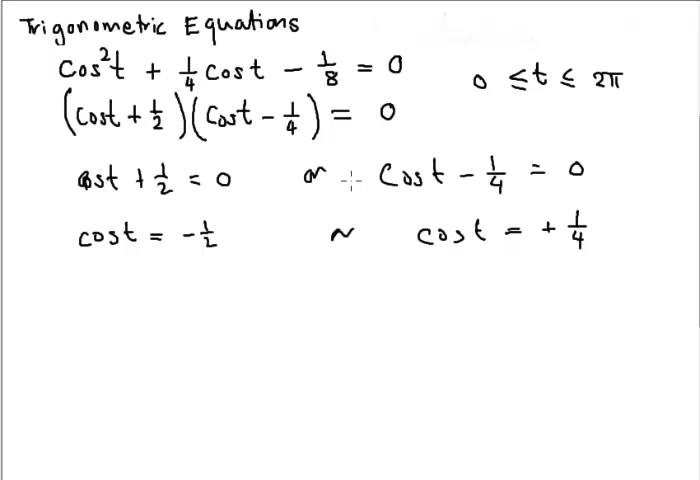 Trigonometric Equations
Cos²t + 1/4 Cost - 1/8 = 0    0 ≤ t ≤ 2π
(Cost + 1/2)(Cost - 1/4) = 0
Cost + 1/2 = 0    or    Cost - 1/4 = 0
Cost = -1/2    ~    Cost = + 1/4